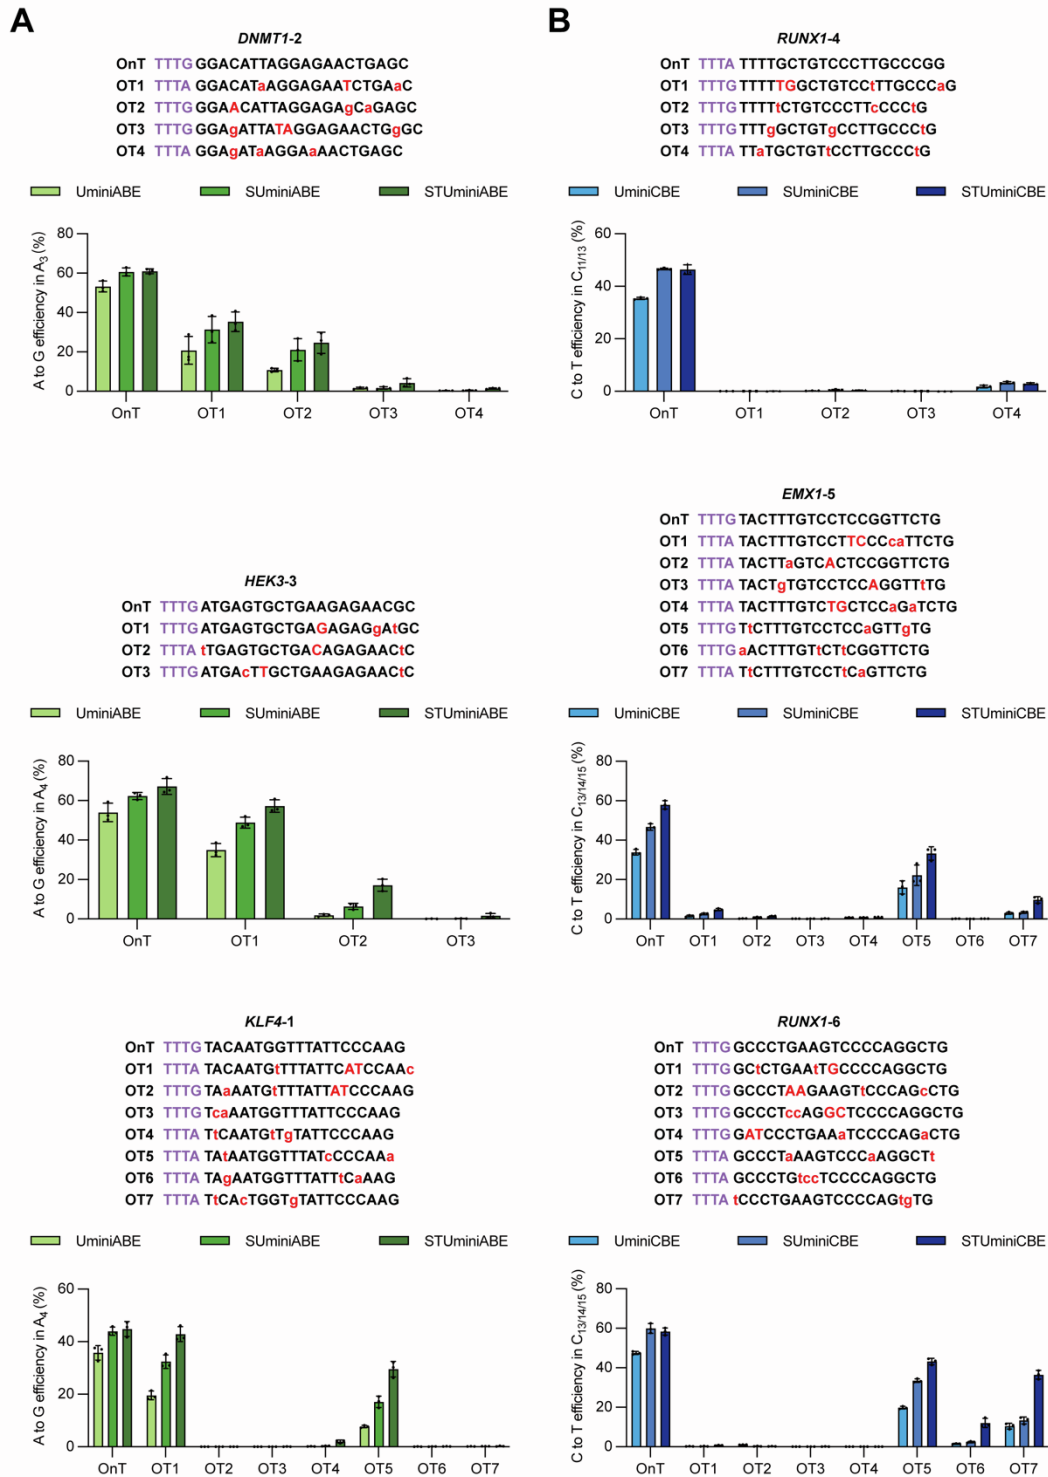 A
DNMT1-2
OnT TTTG GGACATTAGGAGAACTGAGC
OT1 TTTA GGACATaAGGAGAATCTGAaC
OT2 TTTG GGAACATTAGGAGAgCaGAGC
OT3 TTTG GGAgATTATAGGAGAACTGgGC
OT4 TTTA GGAgATaAGGAaAACTGAGC
UminiABE SUminiABE STUminiABE
A to G efficiency in A3 (%)
80
60
40
20
0
OnT OT1 OT2 OT3 OT4
HEK3-3
OnT TTTG ATGAGTGCTGAAGAGAACGC
OT1 TTTG ATGAGTGCTGAGAGAGgAtGC
OT2 TTTA tTGAGTGCTGACAGAGAACtC
OT3 TTTG ATGAcTTGCTGAAGAGAACtC
UminiABE SUminiABE STUminiABE
A to G efficiency in A4 (%)
80
60
40
20
0
OnT OT1 OT2 OT3
KLF4-1
OnT TTTG TACAATGGTTTATTCCCAAG
OT1 TTTA TACAATGtTTTATTCATCCAAc
OT2 TTTG TAaAATGtTTTATTATCCCAAG
OT3 TTTG TcaAATGGTTTATTCCCAAG
OT4 TTTA TtCAATGtTgTATTCCCAAG
OT5 TTTA TAtAATGGTTTATcCCCAAa
OT6 TTTA TAgAATGGTTTATTtCaAAG
OT7 TTTA TtCAcTGGTgTATTCCCAAG
UminiABE SUminiABE STUminiABE
A to G efficiency in A4 (%)
60
40
20
0
OnT OT1 OT2 OT3 OT4 OT5 OT6 OT7
B
RUNX1-4
OnT TTTA TTTTGCTGTCCCTTGCCCGG
OT1 TTTG TTTTTGGCTGTCCtTTGCCCaG
OT2 TTTG TTTTtCTGTCCCTTcCCCtG
OT3 TTTG TTTgGCTGTgCCTTGCCCtG
OT4 TTTA TTaTGCTGTtCCTTGCCCtG
UminiCBE SUminiCBE STUminiCBE
C to T efficiency in C11/13 (%)
60
40
20
0
OnT OT1 OT2 OT3 OT4
EMX1-5
OnT TTTG TACTTTGTCCTCCGGTTCTG
OT1 TTTA TACTTTGTCCTTCCCcaTTCTG
OT2 TTTA TACTTaGTCACTCCGGTTCTG
OT3 TTTA TACTgTGTCCTCCAGGTTtTG
OT4 TTTA TACTTTGTCTGCTCCaGaTCTG
OT5 TTTG TtCTTTGTCCTCCaGTTgTG
OT6 TTTG aACTTTGTtCTtCGGTTCTG
OT7 TTTA TtCTTTGTCCTtCaGTTCTG
UminiCBE SUminiCBE STUminiCBE
C to T efficiency in C13/14/15 (%)
80
60
40
20
0
OnT OT1 OT2 OT3 OT4 OT5 OT6 OT7
RUNX1-6
OnT TTTG GCCCTGAAGTCCCCAGGCTG
OT1 TTTG GCtCTGAAtTGCCCCAGGCTG
OT2 TTTG GCCCTAAGAAGTtCCCAGcCTG
OT3 TTTG GCCCTccAGGCTCCCCAGGCTG
OT4 TTTG GATCCCTGAAaTCCCCAGaCTG
OT5 TTTA GCCCTaAAGTCCCaAGGCTt
OT6 TTTA GCCCTGtccTCCCCAGGCTG
OT7 TTTA tCCCTGAAGTCCCCAGtgTG
UminiCBE SUminiCBE STUminiCBE
C to T efficiency in C13/14/15 (%)
80
60
40
20
0
OnT OT1 OT2 OT3 OT4 OT5 OT6 OT7